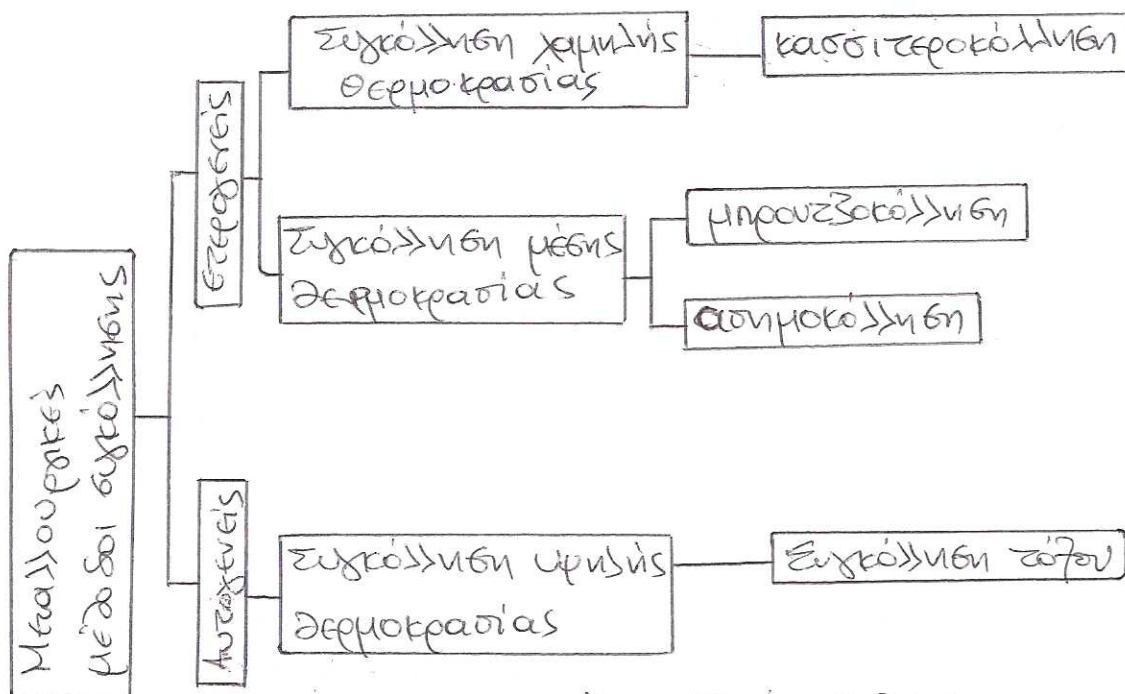 Μεταλλουργικές
μέθοδοι συγκόλλησης
ετερογενείς
Συγκόλληση χαμηλής
θερμοκρασίας
κασσιτεροκόλληση
Συγκόλληση μέσης
θερμοκρασίας
μπρουτζοκόλληση
ασημοκόλληση
Αυτογενείς
Συγκόλληση υψηλής
θερμοκρασίας
Συγκόλληση τόξου